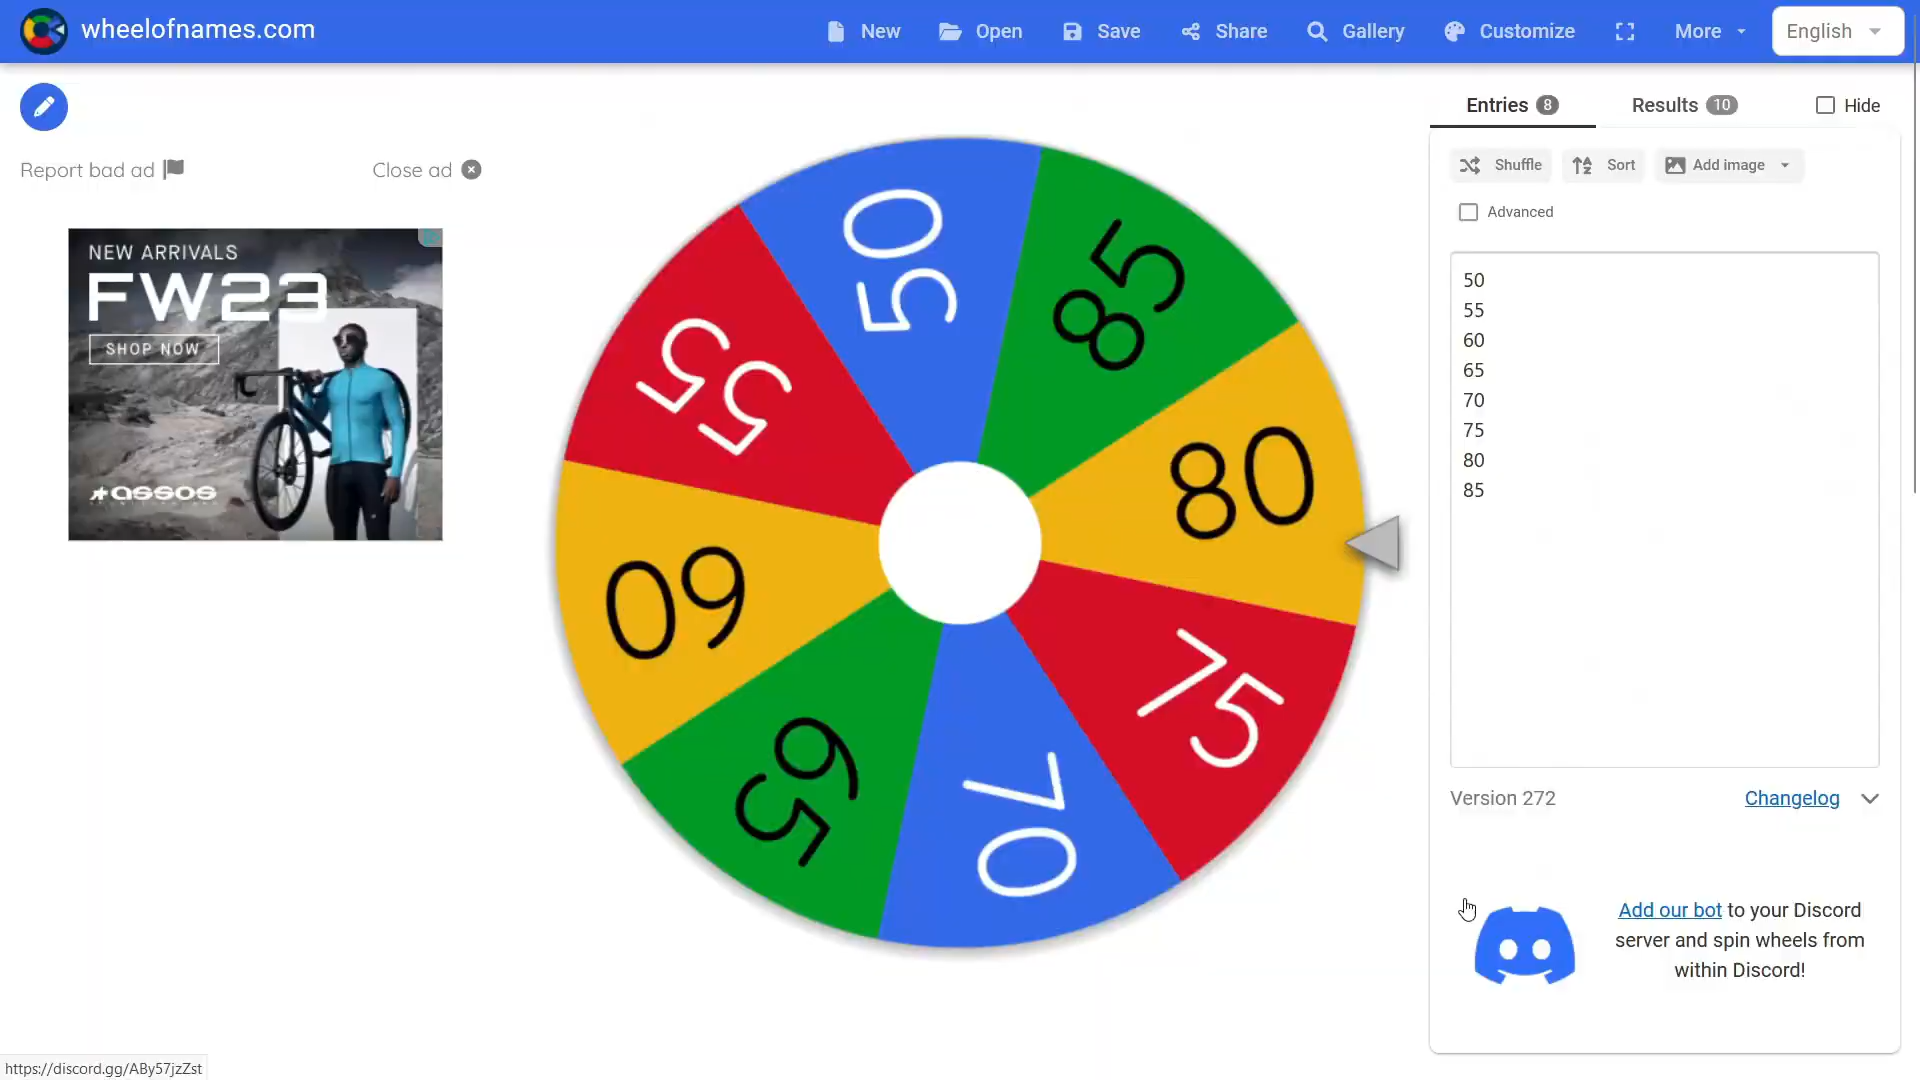 wheelofnames.com
New
Open
Save
Share
Gallery
Customize
More
English
Report bad ad
Close ad
NEW ARRIVALS
FW23
SHOP NOW
assos
50
85
80
75
70
65
60
55
Entries 8
Results 10
Hide
Shuffle
Sort
Add image
Advanced
50
55
60
65
70
75
80
85
Version 272
Changelog
Add our bot to your Discord
server and spin wheels from
within Discord!
https://discord.gg/ABy57jzZst